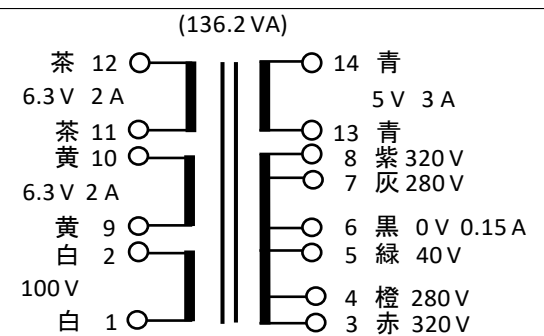 (136.2 VA)
茶 12 14 青
6.3 V 2 A 5 V 3 A
茶 11 13 青
黄 10 8 紫 320 V
7 灰 280 V
6.3 V 2 A
黄 9 6 黒 0 V 0.15 A
白 2 5 緑 40 V
100 V
4 橙 280 V
白 1 3 赤 320 V